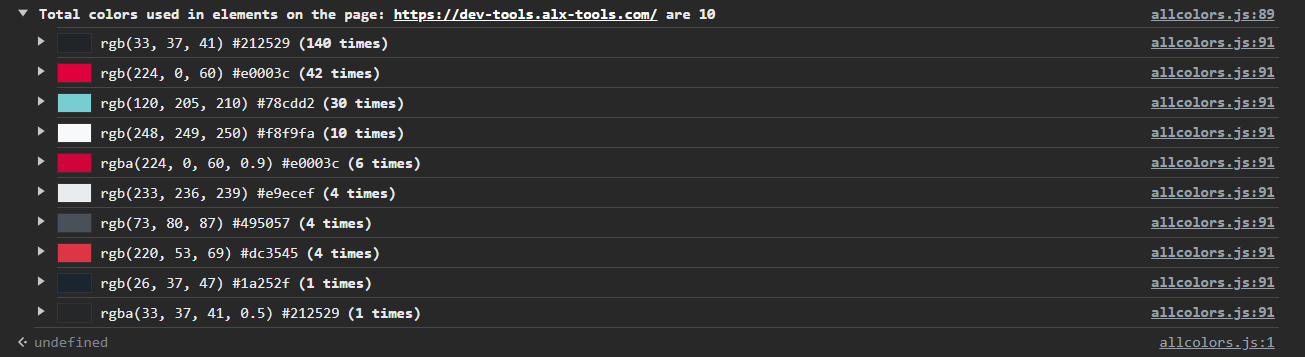 Total colors used in elements on the page: https://dev-tools.alx-tools.com/ are 10 allcolors.js:89
rgb(33, 37, 41) #212529 (140 times) allcolors.js:91
rgb(224, 0, 60) #e0003c (42 times) allcolors.js:91
rgb(120, 205, 210) #78cdd2 (30 times) allcolors.js:91
rgb(248, 249, 250) #f8f9fa (10 times) allcolors.js:91
rgba(224, 0, 60, 0.9) #e0003c (6 times) allcolors.js:91
rgb(233, 236, 239) #e9ecef (4 times) allcolors.js:91
rgb(73, 80, 87) #495057 (4 times) allcolors.js:91
rgb(220, 53, 69) #dc3545 (4 times) allcolors.js:91
rgb(26, 37, 47) #1a252f (1 times) allcolors.js:91
rgba(33, 37, 41, 0.5) #212529 (1 times) allcolors.js:91
undefined allcolors.js:1